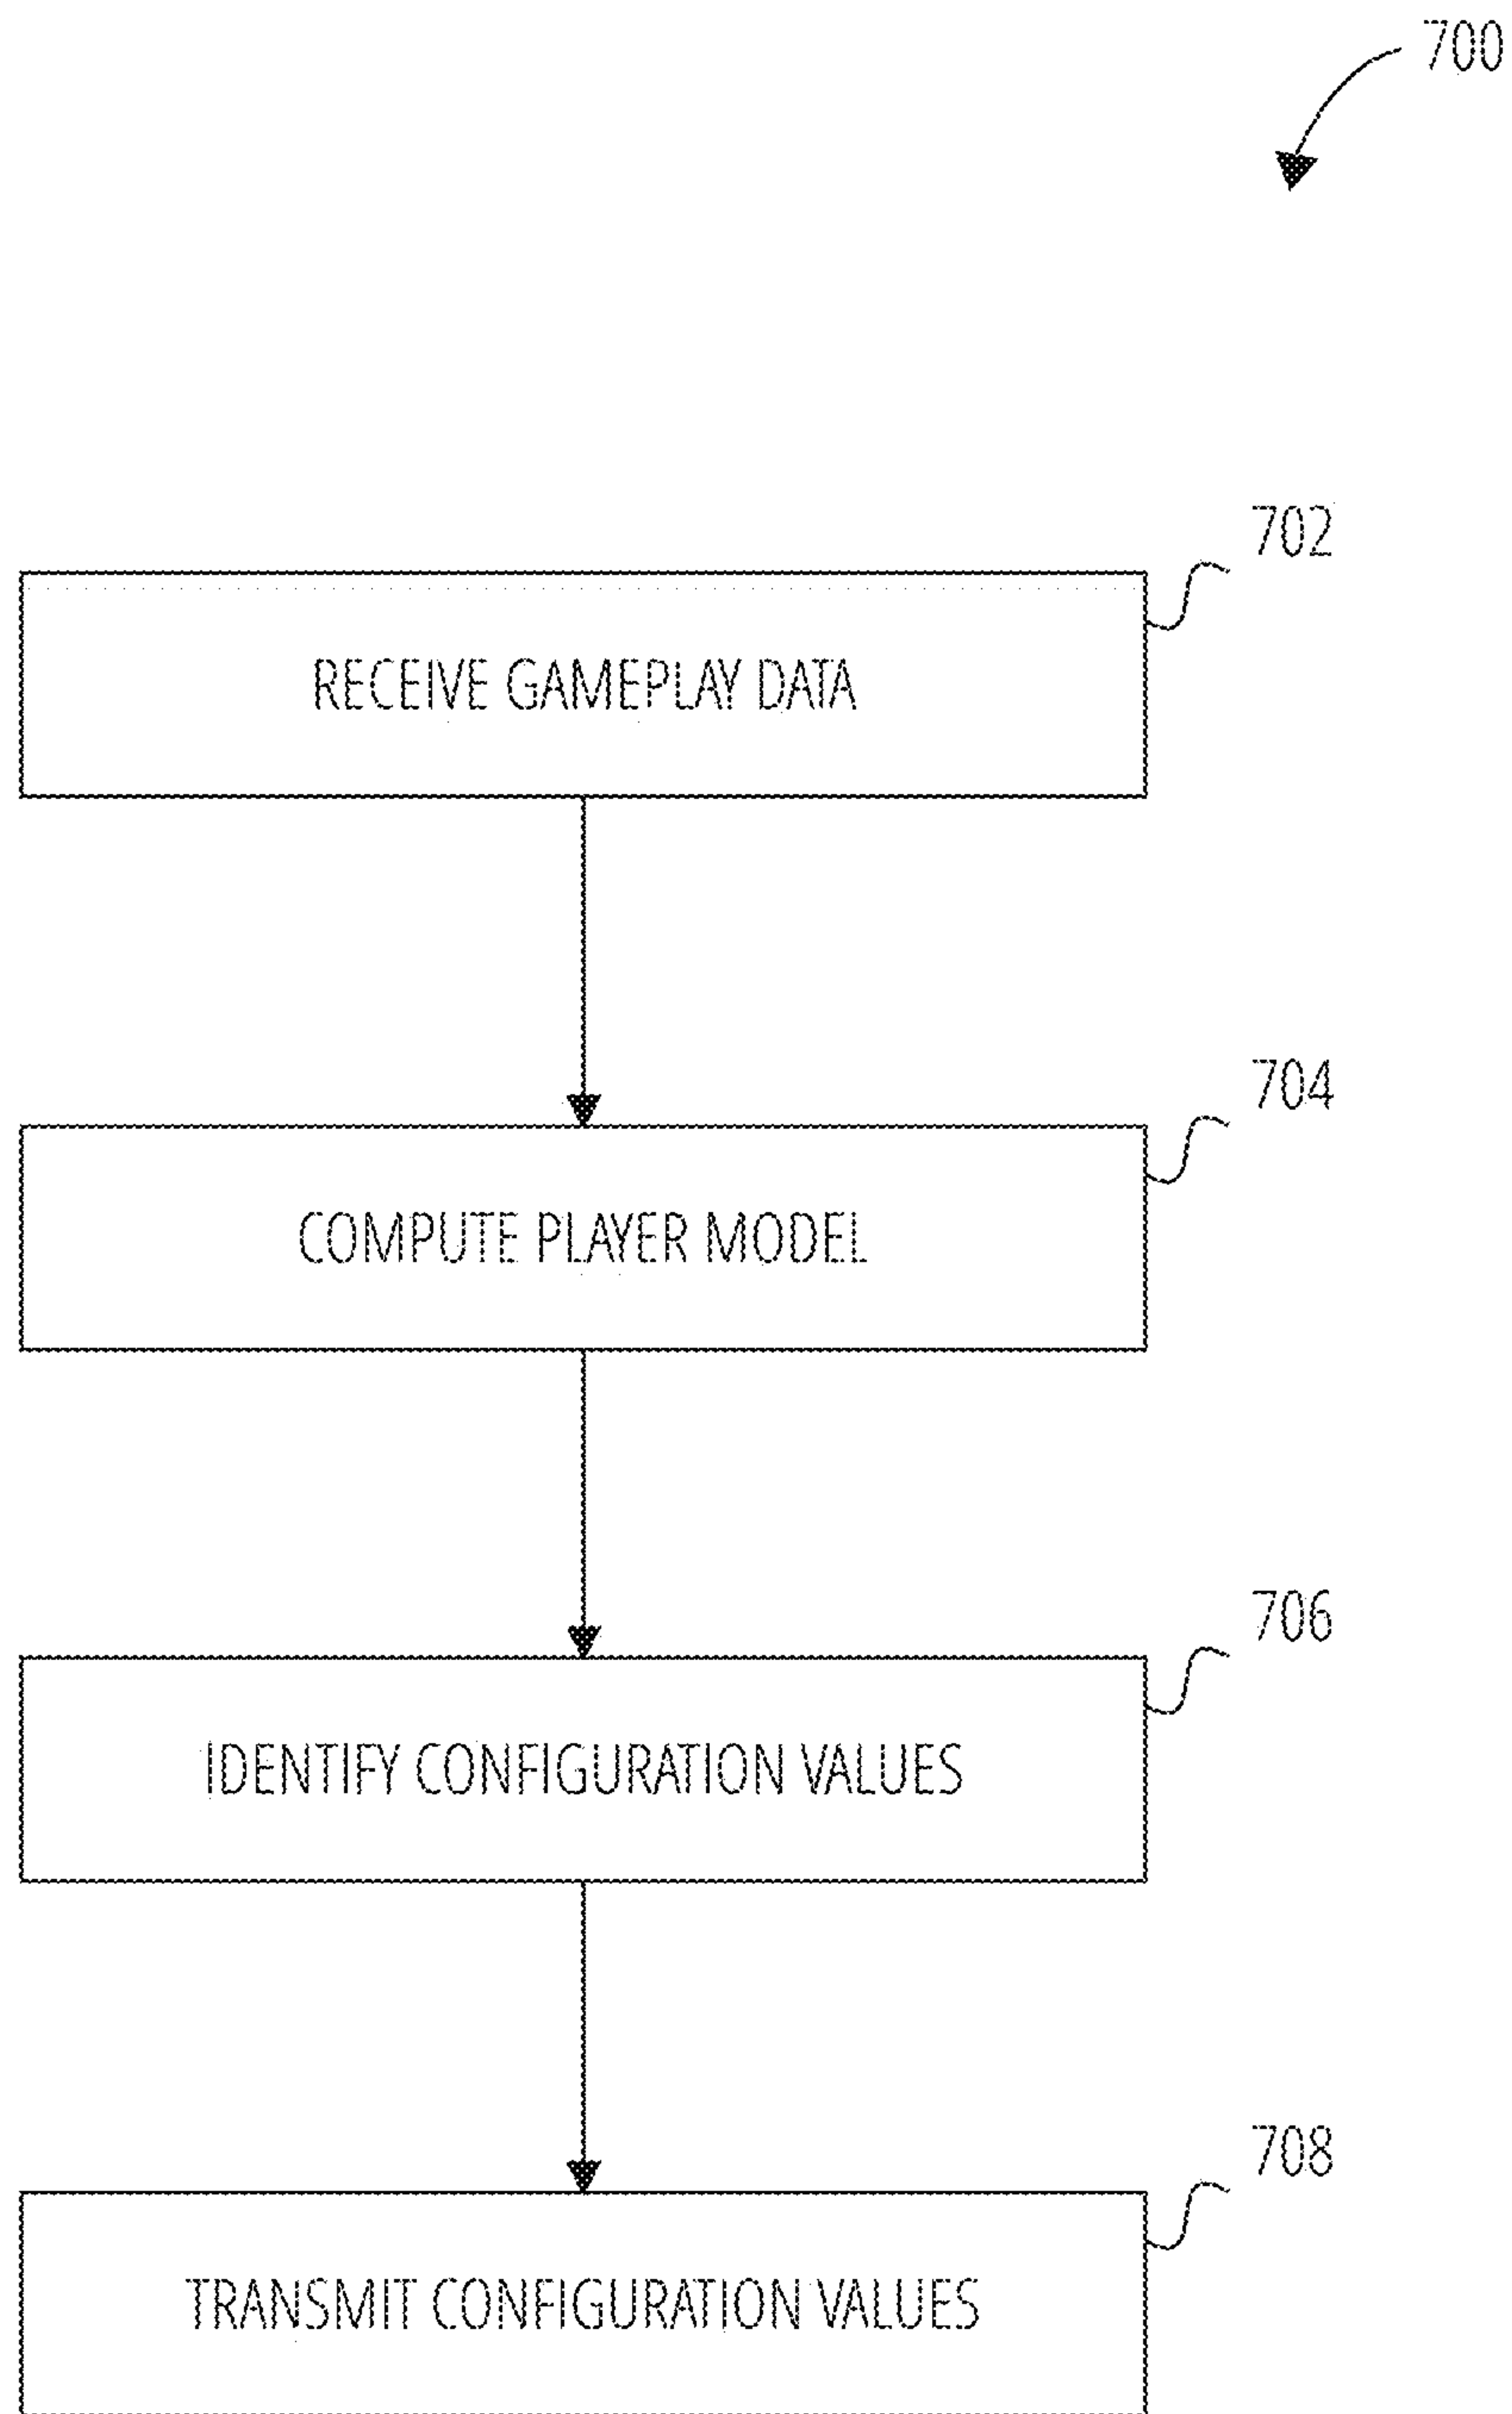 700
702
RECEIVE GAMEPLAY DATA
704
COMPUTE PLAYER MODEL
706
IDENTIFY CONFIGURATION VALUES
708
TRANSMIT CONFIGURATION VALUES